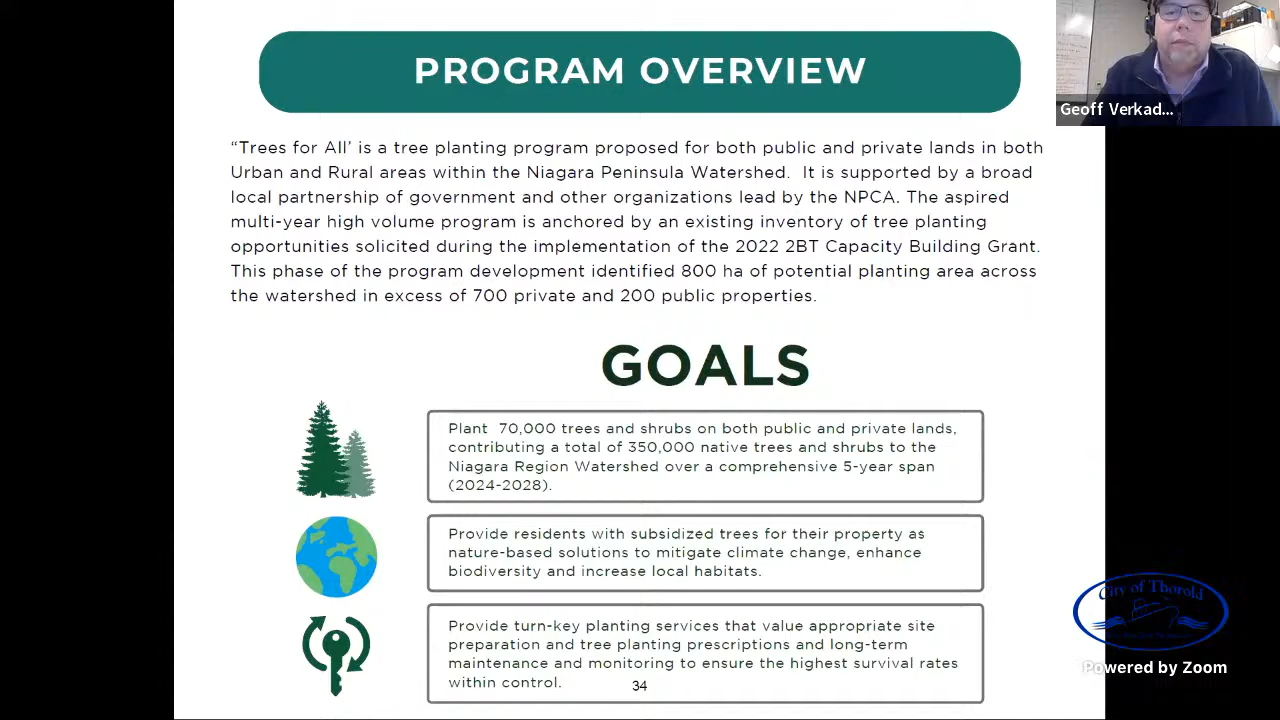 PROGRAM OVERVIEW
Geoff Verkad...
“Trees for All’ is a tree planting program proposed for both public and private lands in both
Urban and Rural areas within the Niagara Peninsula Watershed. It is supported by a broad
local partnership of government and other organizations lead by the NPCA. The aspired
multi-year high volume program is anchored by an existing inventory of tree planting
opportunities solicited during the implementation of the 2022 2BT Capacity Building Grant.
This phase of the program development identified 800 ha of potential planting area across
the watershed in excess of 700 private and 200 public properties.
GOALS
Plant 70,000 trees and shrubs on both public and private lands,
contributing a total of 350,000 native trees and shrubs to the
Niagara Region Watershed over a comprehensive 5-year span
(2024-2028).
Provide residents with subsidized trees for their property as
nature-based solutions to mitigate climate change, enhance
biodiversity and increase local habitats.
Provide turn-key planting services that value appropriate site
preparation and tree planting prescriptions and long-term
maintenance and monitoring to ensure the highest survival rates
within control.
34
City of Thorold
Powered by Zoom